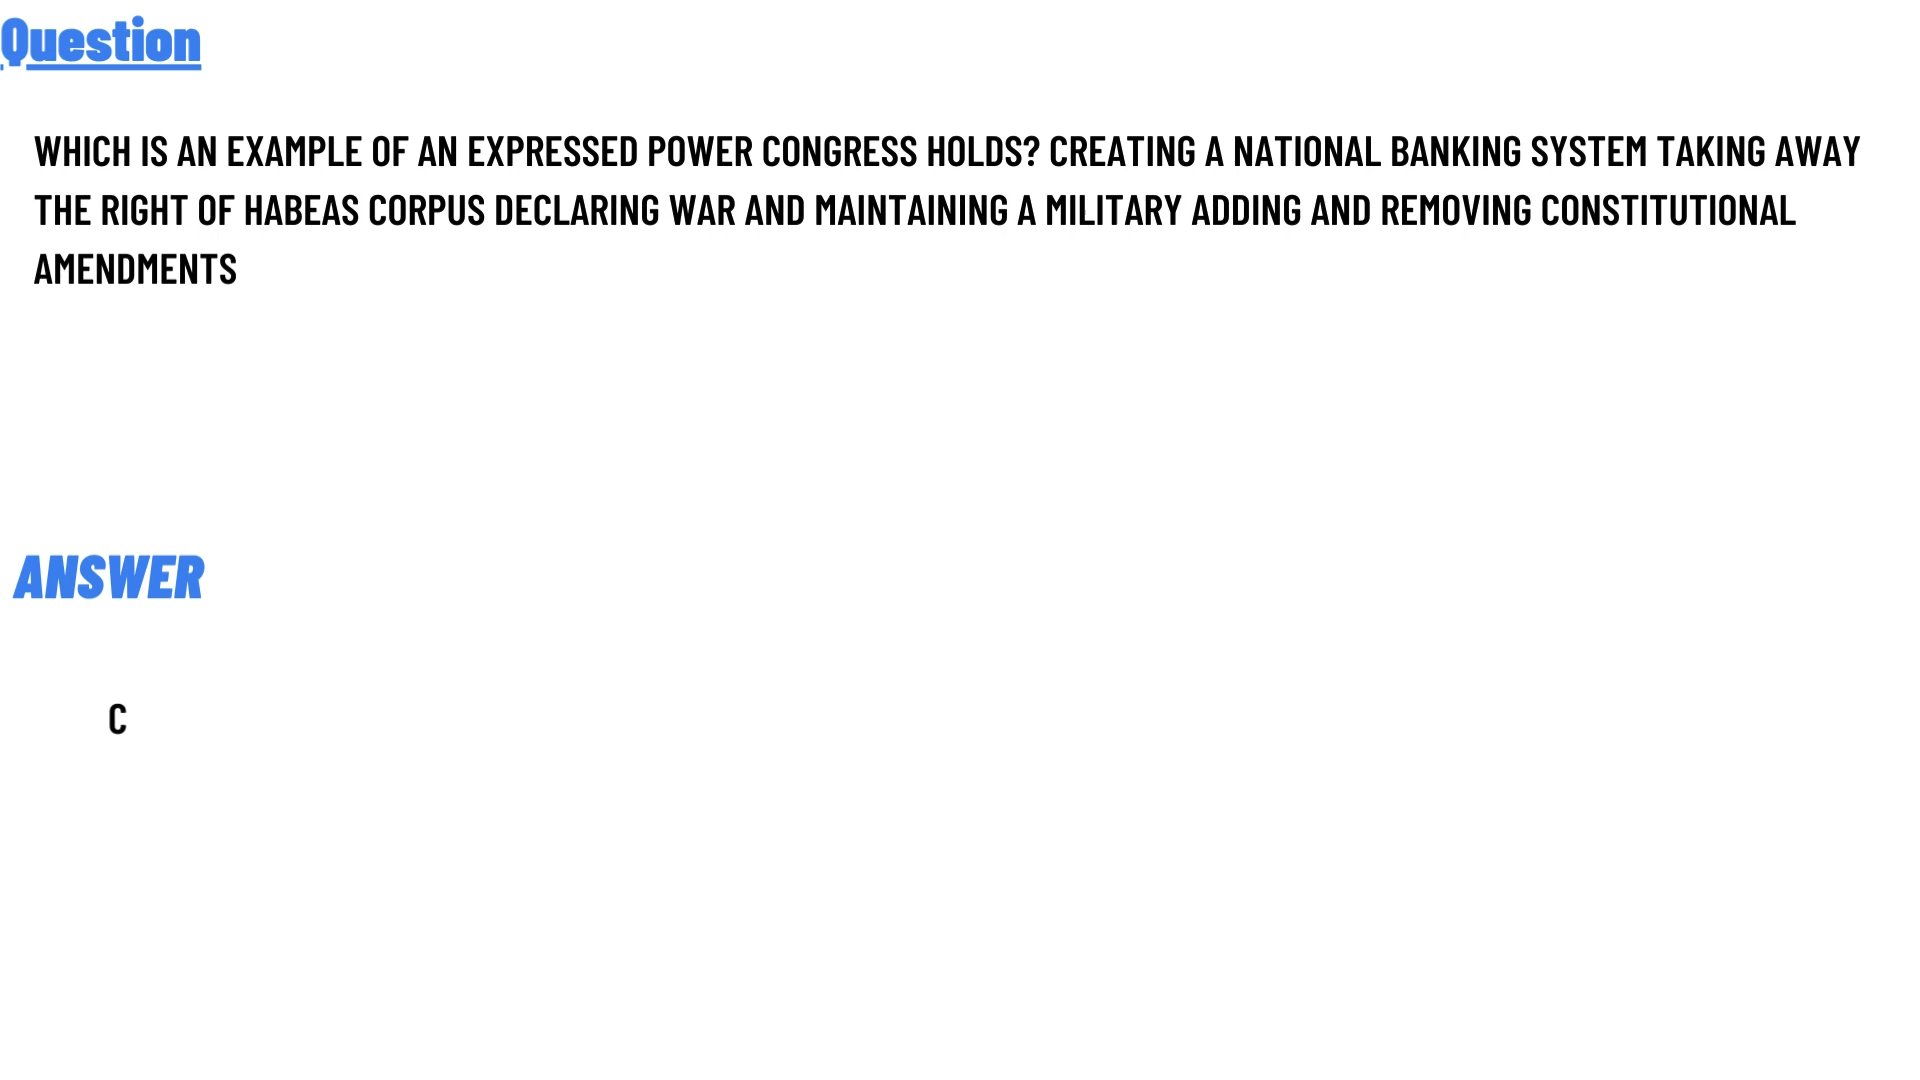 Question
WHICH IS AN EXAMPLE OF AN EXPRESSED POWER CONGRESS HOLDS? CREATING A NATIONAL BANKING SYSTEM TAKING AWAY
THE RIGHT OF HABEAS CORPUS DECLARING WAR AND MAINTAINING A MILITARY ADDING AND REMOVING CONSTITUTIONAL
AMENDMENTS
ANSWER
C